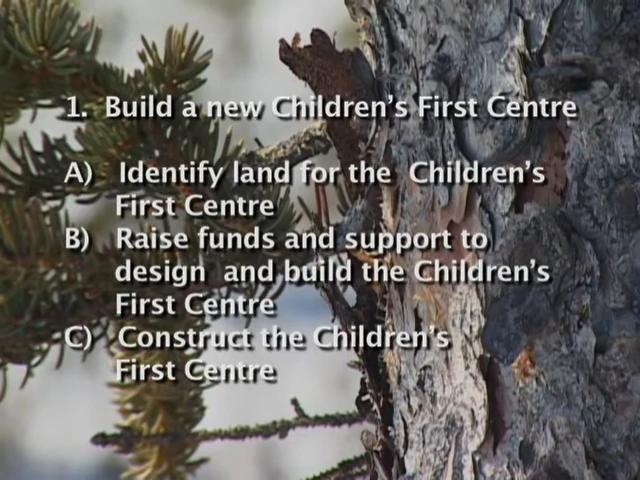 1. Build a new Children's First Centre
A) Identify land for the Children's
First Centre
B) Raise funds and support to
design and build the Children's
First Centre
C) Construct the Children's
First Centre